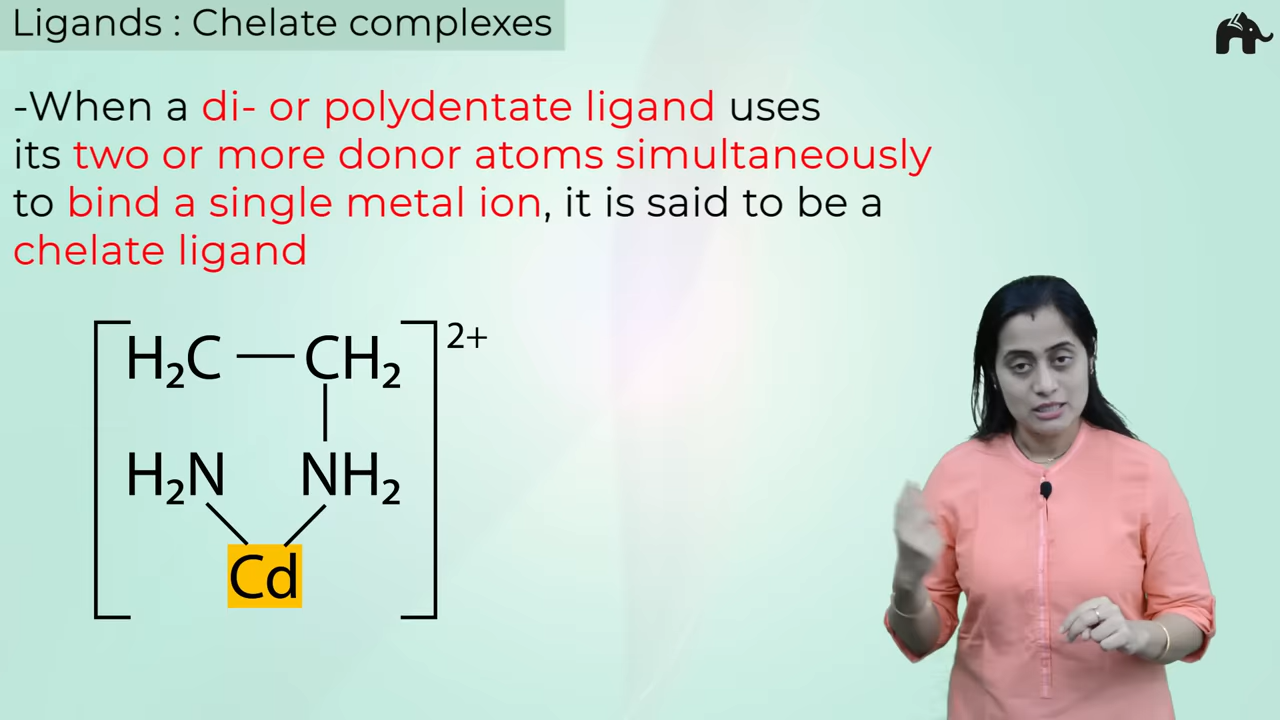 Ligands : Chelate complexes
-When a di- or polydentate ligand uses
its two or more donor atoms simultaneously
to bind a single metal ion, it is said to be a
chelate ligand
2+
H₂C — CH₂
H₂N NH₂
Cd